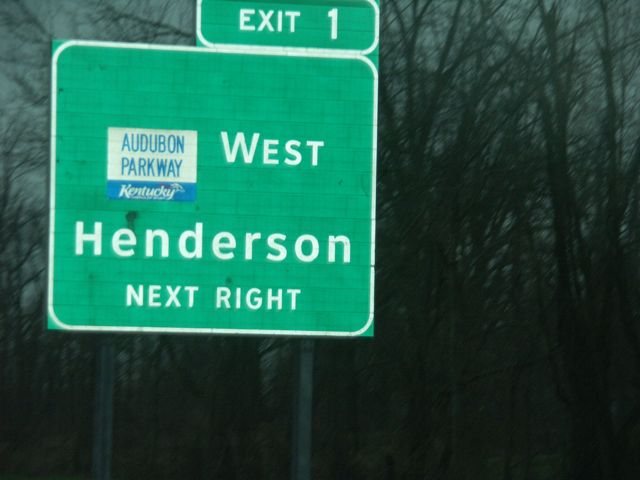 EXIT 1
AUDUBON
PARKWAY
Kentucky
WEST
Henderson
NEXT RIGHT